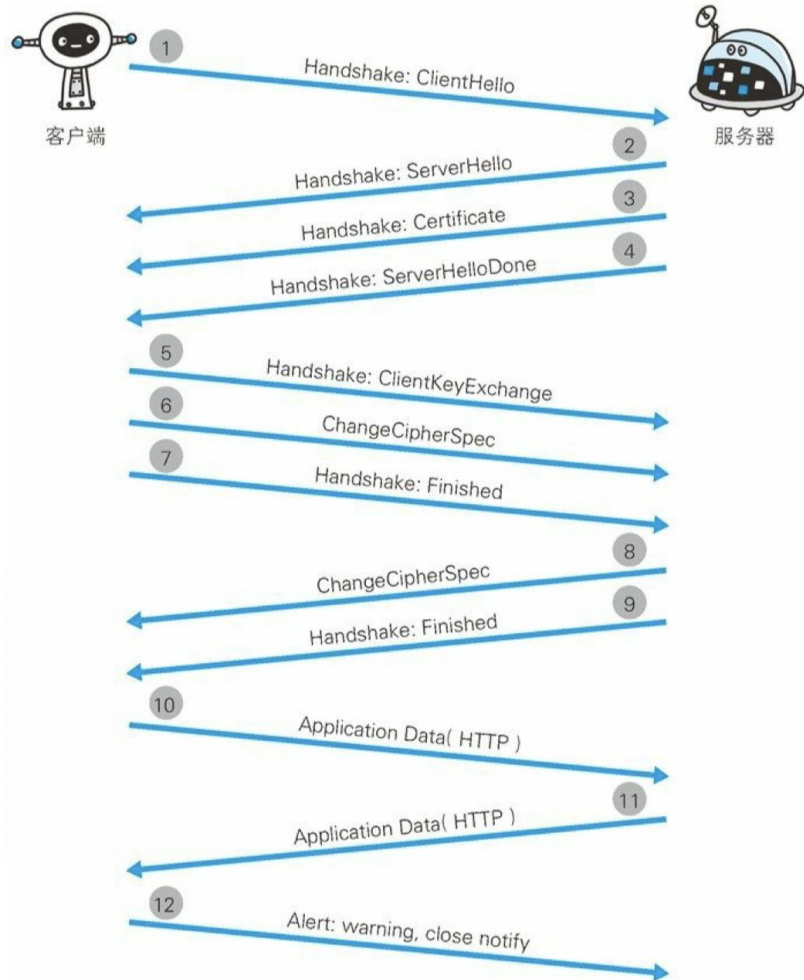 1
Handshake: ClientHello
客户端
服务器
2
Handshake: ServerHello
3
Handshake: Certificate
4
Handshake: ServerHelloDone
5
Handshake: ClientKeyExchange
6
ChangeCipherSpec
7
Handshake: Finished
8
ChangeCipherSpec
9
Handshake: Finished
10
Application Data( HTTP )
11
Application Data( HTTP )
12
Alert: warning, close notify